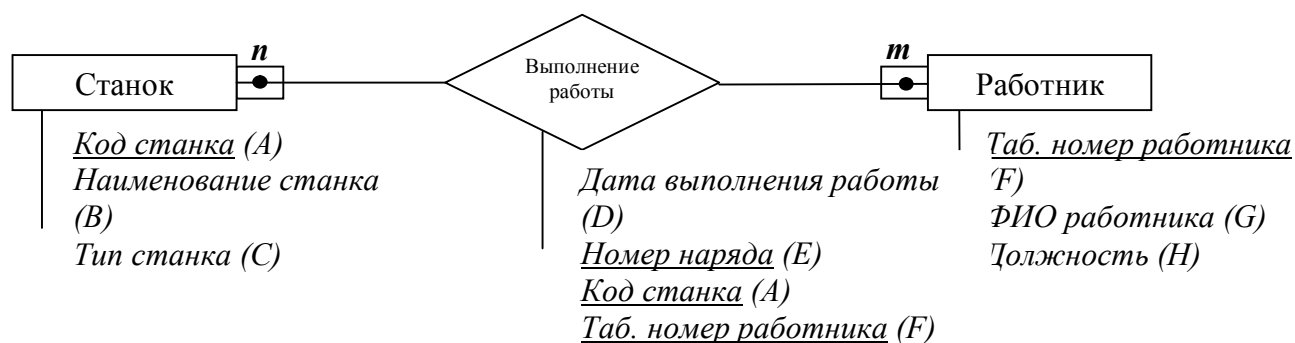 n
m
Станок
Выполнение
работы
Работник
Код станка (A)
Наименование станка
(B)
Тип станка (C)
Дата выполнения работы
(D)
Номер наряда (E)
Код станка (A)
Таб. номер работника (F)
Таб. номер работника
(F)
ФИО работника (G)
Должность (H)